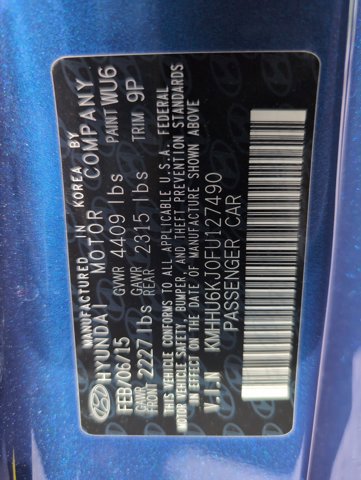 MANUFACTURED IN KOREA BY
HYUNDAI MOTOR COMPANY
FEB/06/15 GVWR 4409 lbs PAINT WU6
GAWR FRONT 2227 lbs GAWR REAR 2315 lbs TRIM 9P
THIS VEHICLE CONFORMS TO ALL APPLICABLE U.S.A. FEDERAL
MOTOR VEHICLE SAFETY, BUMPER, AND THEFT PREVENTION STANDARDS
IN EFFECT ON THE DATE OF MANUFACTURE SHOWN ABOVE
V.I.N KMHHU6KJ0FU127490
PASSENGER CAR